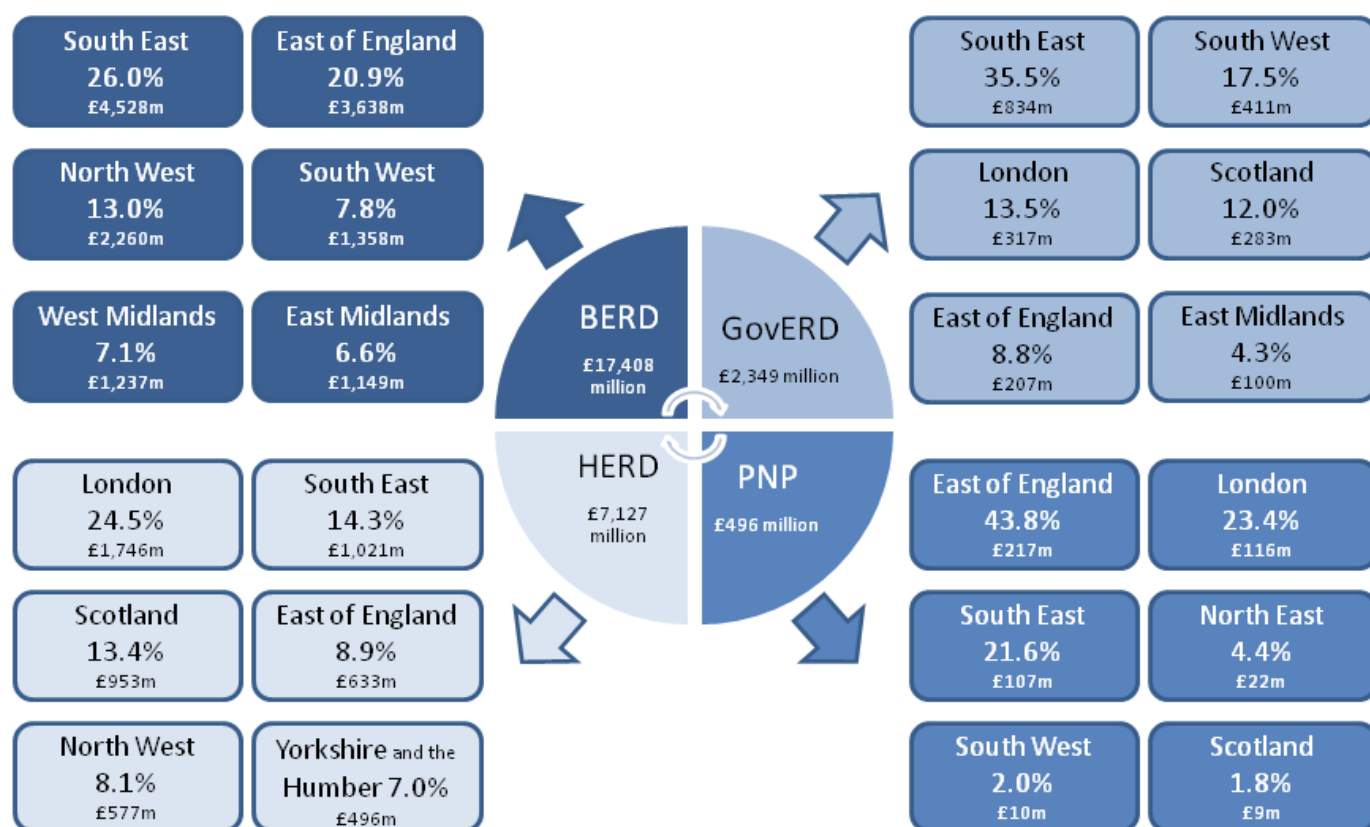 South East
26.0%
£4,528m
East of England
20.9%
£3,638m
North West
13.0%
£2,260m
South West
7.8%
£1,358m
West Midlands
7.1%
£1,237m
East Midlands
6.6%
£1,149m
South East
35.5%
£834m
South West
17.5%
£411m
London
13.5%
£317m
Scotland
12.0%
£283m
East of England
8.8%
£207m
East Midlands
4.3%
£100m
BERD
£17,408
million
GovERD
£2,349 million
HERD
£7,127
million
PNP
£496 million
London
24.5%
£1,746m
South East
14.3%
£1,021m
Scotland
13.4%
£953m
East of England
8.9%
£633m
North West
8.1%
£577m
Yorkshire and the
Humber 7.0%
£496m
East of England
43.8%
£217m
London
23.4%
£116m
South East
21.6%
£107m
North East
4.4%
£22m
South West
2.0%
£10m
Scotland
1.8%
£9m